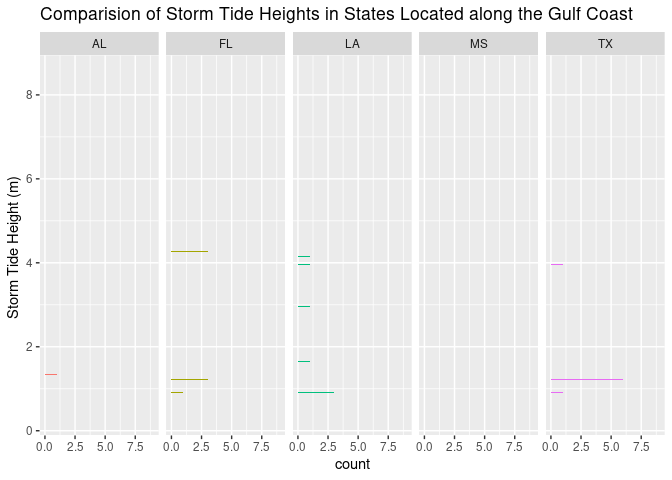 Comparision of Storm Tide Heights in States Located along the Gulf Coast
AL FL LA MS TX
8
6
4
2
0
Storm Tide Height (m)
0.0 2.5 5.0 7.5 0.0 2.5 5.0 7.5 0.0 2.5 5.0 7.5 0.0 2.5 5.0 7.5 0.0 2.5 5.0 7.5
count